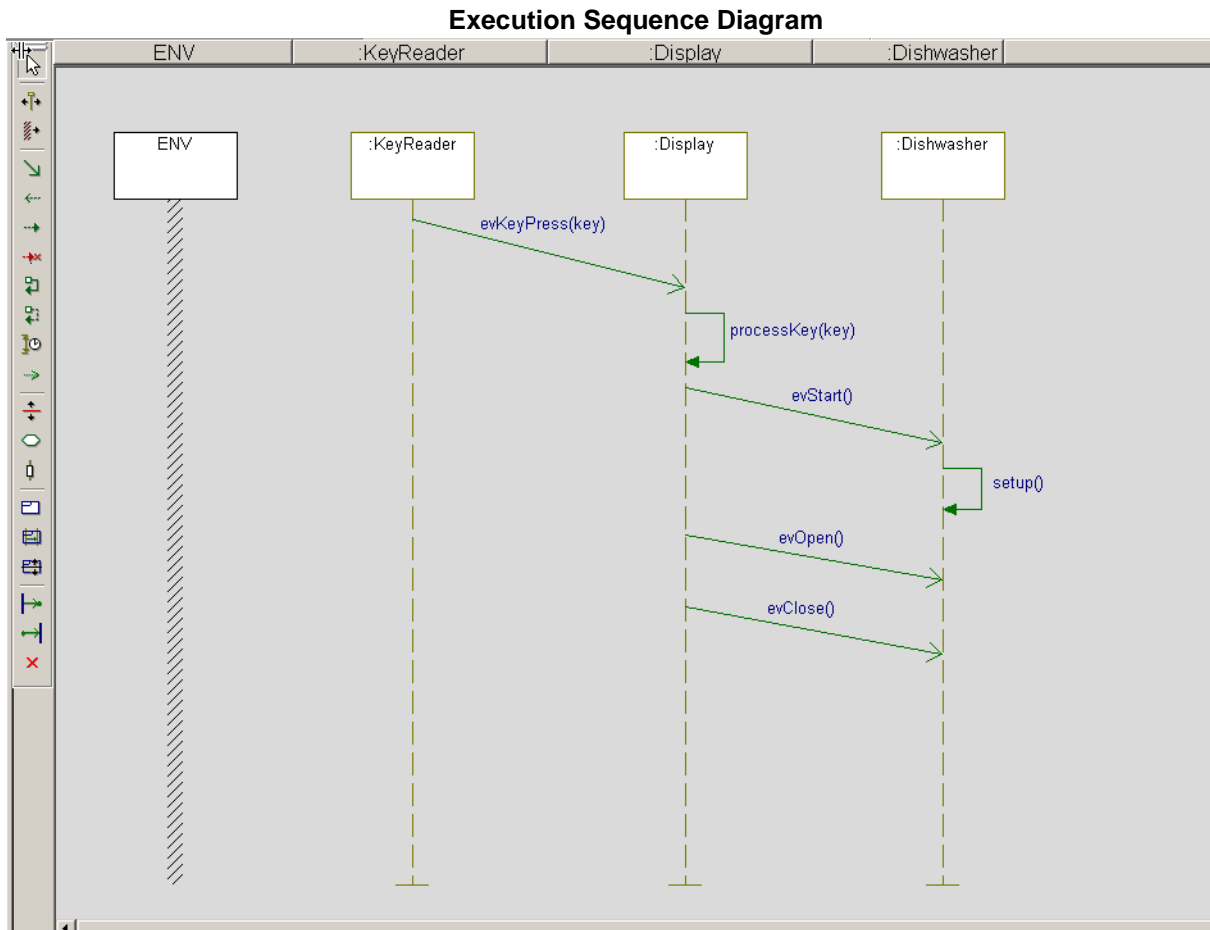 Execution Sequence Diagram
ENV :KeyReader :Display :Dishwasher
ENV :KeyReader :Display :Dishwasher
evKeyPress(key)
processKey(key)
evStart()
setup()
evOpen()
evClose()